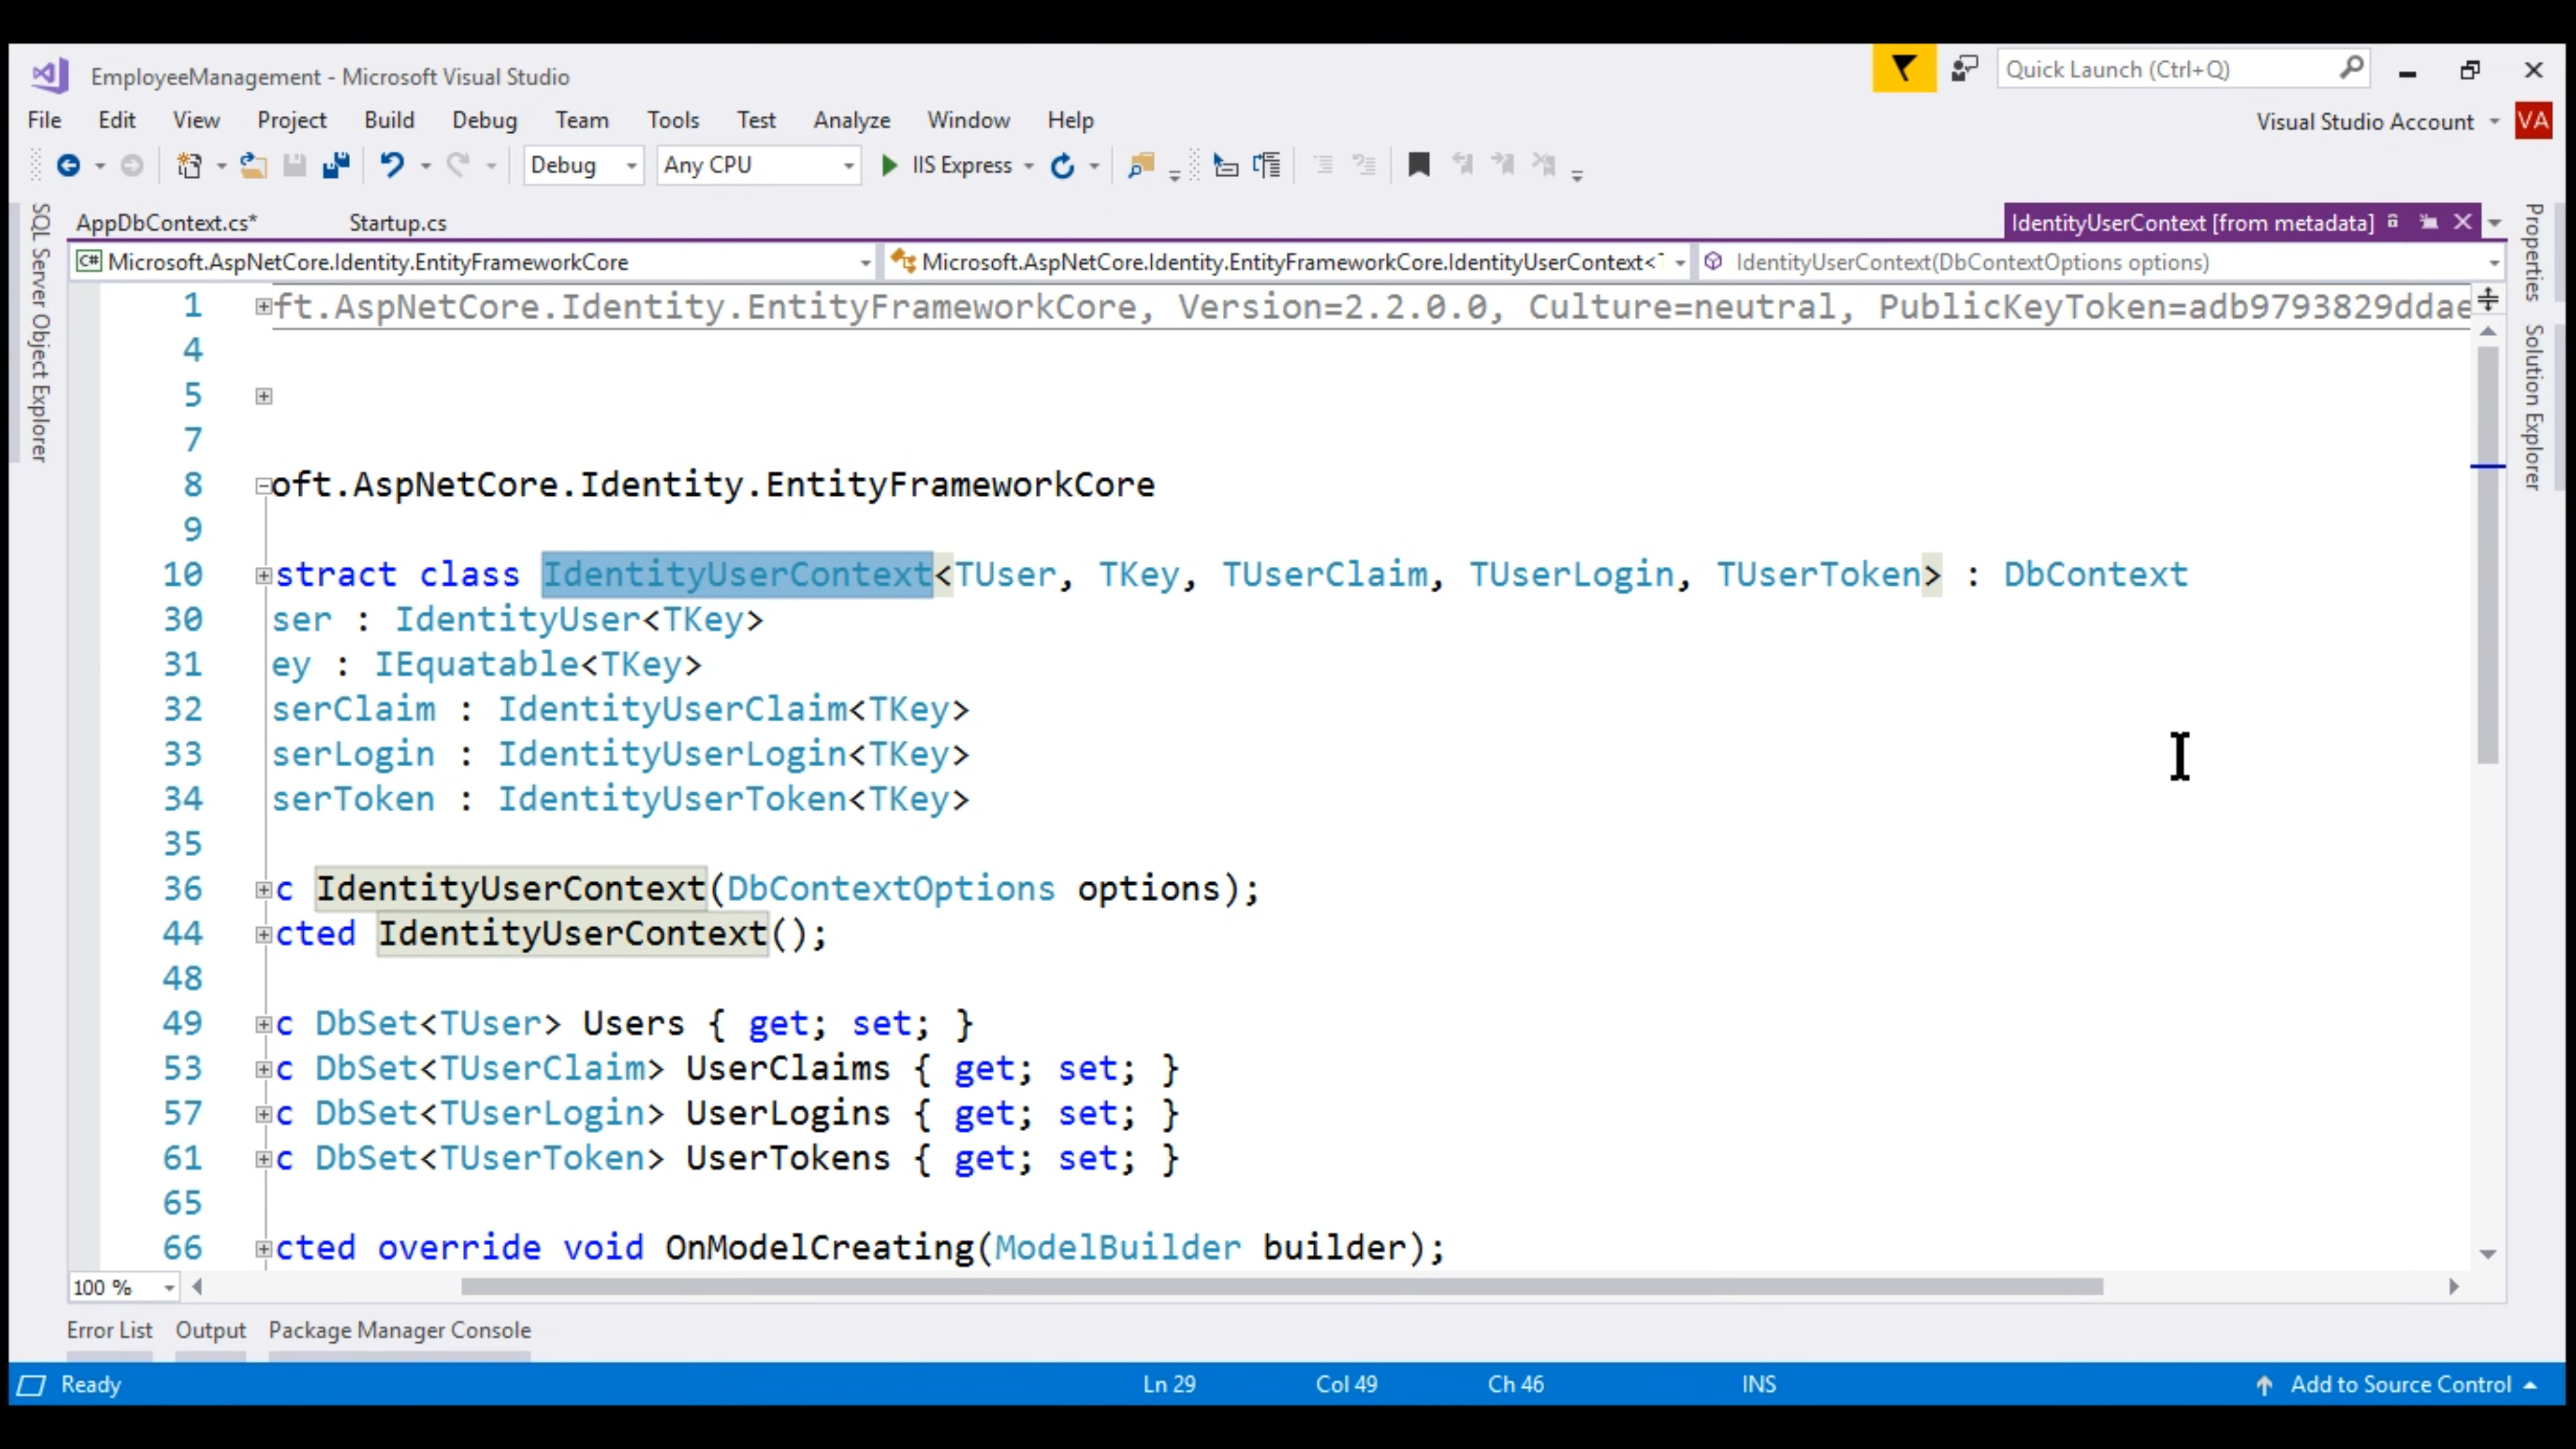 EmployeeManagement - Microsoft Visual Studio
Quick Launch (Ctrl+Q)
File Edit View Project Build Debug Team Tools Test Analyze Window Help
Visual Studio Account VA
Debug Any CPU IIS Express
AppDbContext.cs* Startup.cs IdentityUserContext [from metadata]
C# Microsoft.AspNetCore.Identity.EntityFrameworkCore Microsoft.AspNetCore.Identity.EntityFrameworkCore.IdentityUserContext< IdentityUserContext(DbContextOptions options)
SQL Server Object Explorer
Properties
Solution Explorer
1 ft.AspNetCore.Identity.EntityFrameworkCore, Version=2.2.0.0, Culture=neutral, PublicKeyToken=adb9793829ddae
4
5
7
8 oft.AspNetCore.Identity.EntityFrameworkCore
9
10 stract class IdentityUserContext<TUser, TKey, TUserClaim, TUserLogin, TUserToken> : DbContext
30 ser : IdentityUser<TKey>
31 ey : IEquatable<TKey>
32 serClaim : IdentityUserClaim<TKey>
33 serLogin : IdentityUserLogin<TKey>
34 serToken : IdentityUserToken<TKey>
35
36 c IdentityUserContext(DbContextOptions options);
44 cted IdentityUserContext();
48
49 c DbSet<TUser> Users { get; set; }
53 c DbSet<TUserClaim> UserClaims { get; set; }
57 c DbSet<TUserLogin> UserLogins { get; set; }
61 c DbSet<TUserToken> UserTokens { get; set; }
65
66 cted override void OnModelCreating(ModelBuilder builder);
100 %
Error List Output Package Manager Console
Ready Ln 29 Col 49 Ch 46 INS Add to Source Control